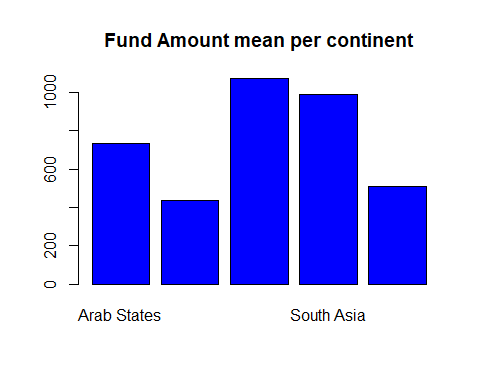 Fund Amount mean per continent
1000
600
200
0
Arab States South Asia